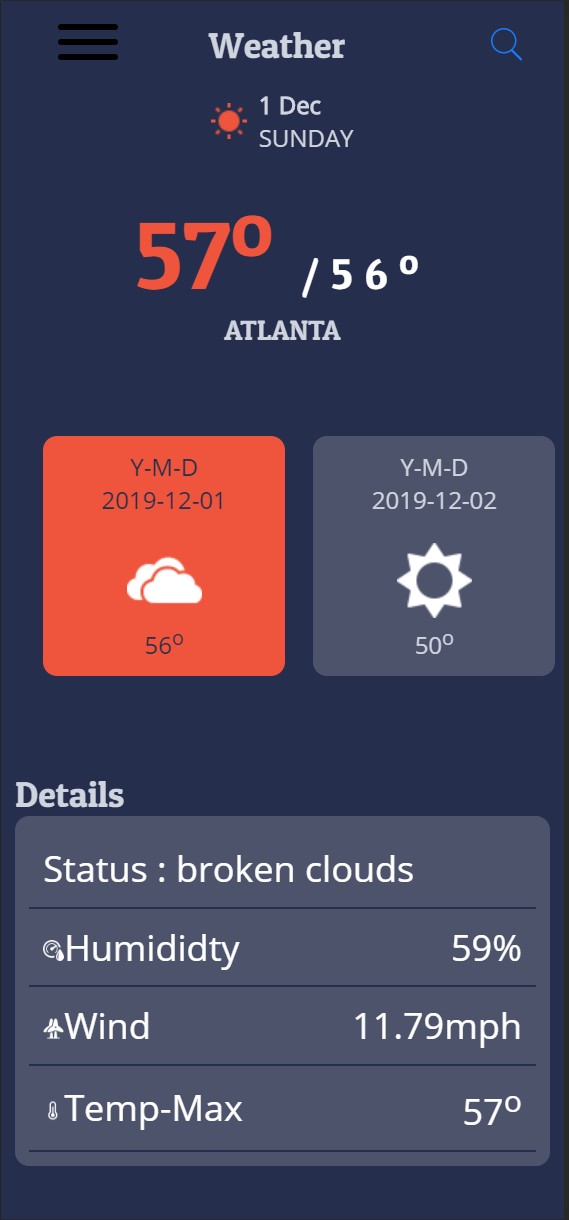 Weather
1 Dec
SUNDAY
57º / 5 6 º
ATLANTA
Y-M-D
2019-12-01
56º
Y-M-D
2019-12-02
50º
Details
Status : broken clouds
Humididty 59%
Wind 11.79mph
Temp-Max 57º